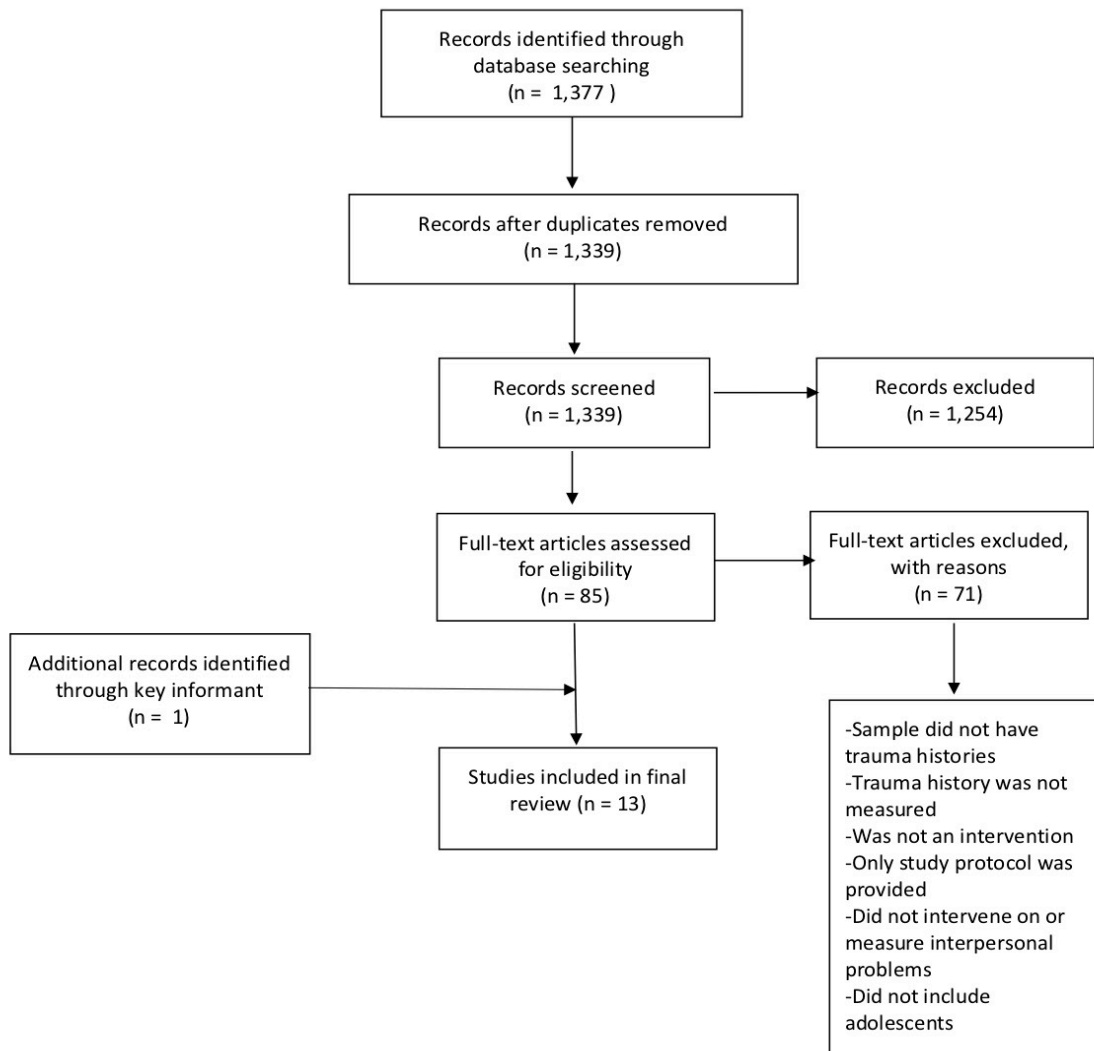 Records identified through
database searching
(n = 1,377 )
Records after duplicates removed
(n = 1,339)
Records screened
(n = 1,339)
Records excluded
(n = 1,254)
Full-text articles assessed
for eligibility
(n = 85)
Full-text articles excluded,
with reasons
(n = 71)
Additional records identified
through key informant
(n = 1)
Studies included in final
review (n = 13)
-Sample did not have
trauma histories
-Trauma history was not
measured
-Was not an intervention
-Only study protocol was
provided
-Did not intervene on or
measure interpersonal
problems
-Did not include
adolescents